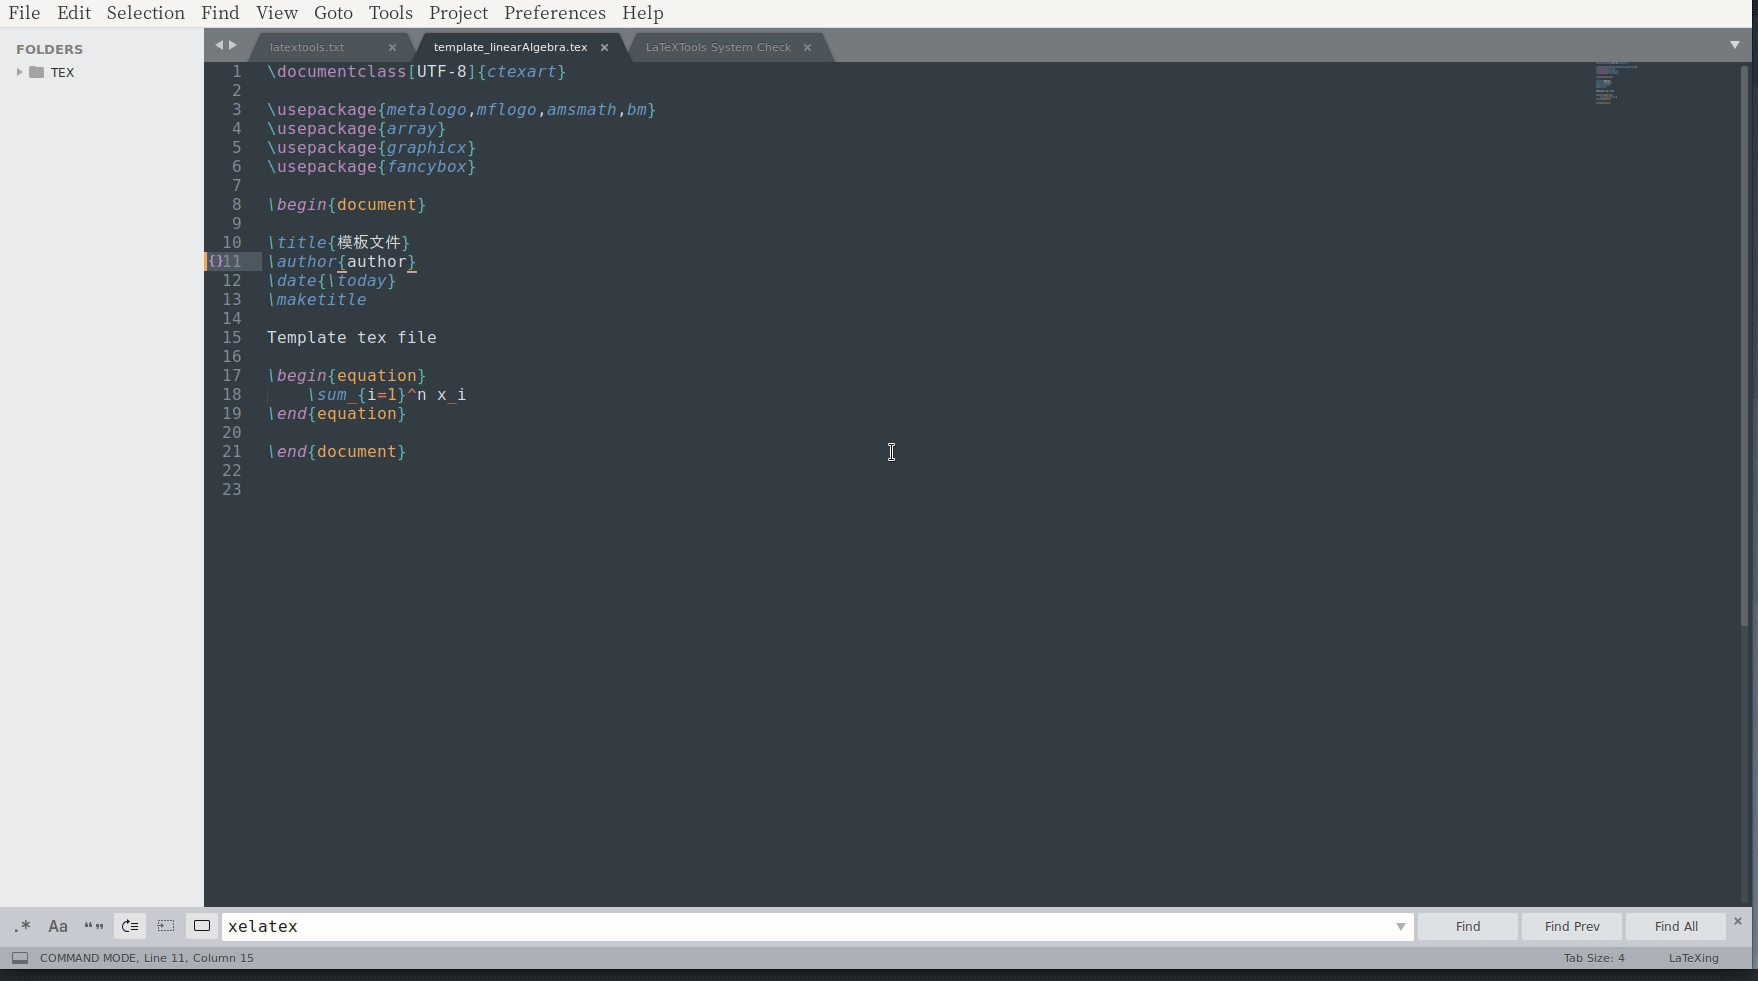 File Edit Selection Find View Goto Tools Project Preferences Help
FOLDERS
TEX
latextools.txt
template_linearAlgebra.tex
LaTeXTools System Check
1 \documentclass[UTF-8]{ctexart}
2
3 \usepackage{metalogo,mflogo,amsmath,bm}
4 \usepackage{array}
5 \usepackage{graphicx}
6 \usepackage{fancybox}
7
8 \begin{document}
9
10 \title{模板文件}
{}11 \author{author}
12 \date{\today}
13 \maketitle
14
15 Template tex file
16
17 \begin{equation}
18 \sum_{i=1}^n x_i
19 \end{equation}
20
21 \end{document}
22
23
.* Aa “” xelatex Find Find Prev Find All
COMMAND MODE, Line 11, Column 15 Tab Size: 4 LaTeXing